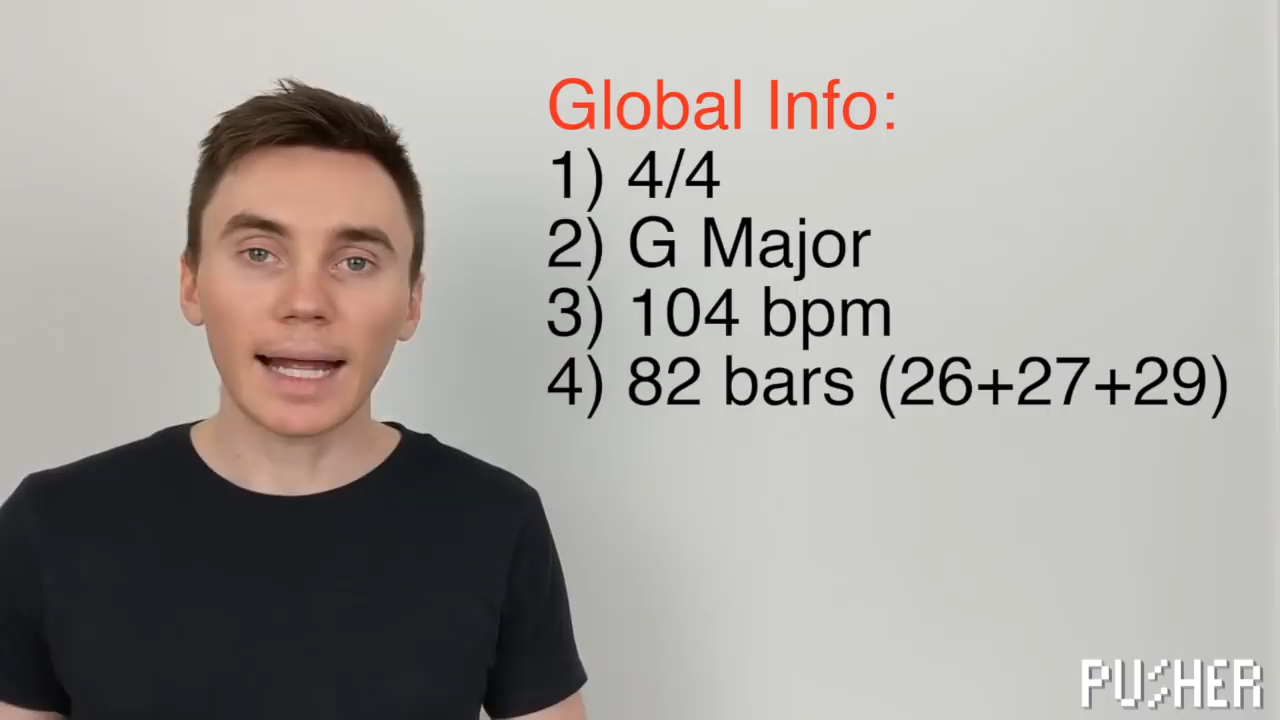 Global Info:
1) 4/4
2) G Major
3) 104 bpm
4) 82 bars (26+27+29)
PUSHER